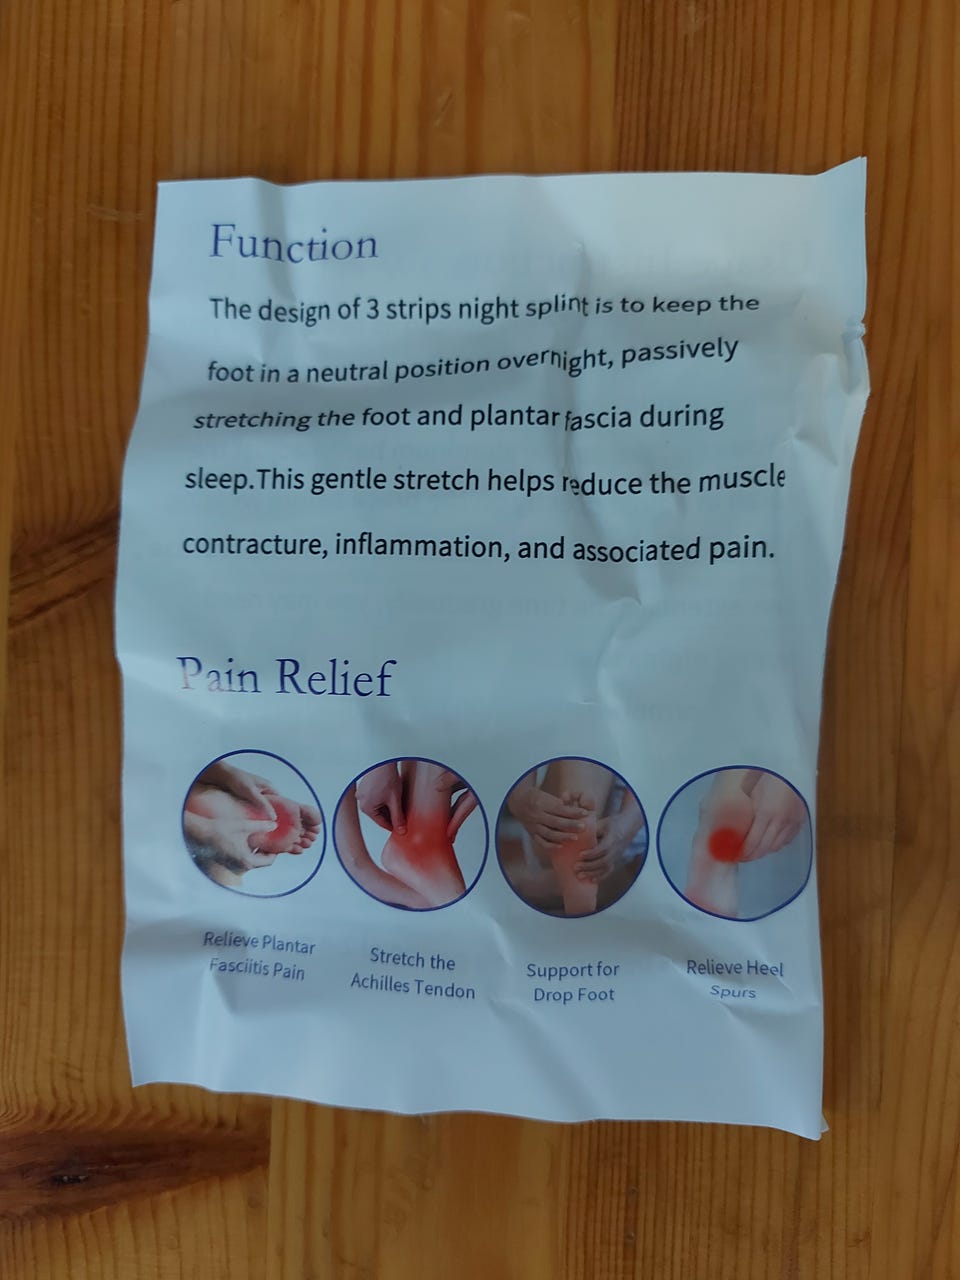 Function
The design of 3 strips night splint is to keep the
foot in a neutral position overnight, passively
stretching the foot and plantar fascia during
sleep.This gentle stretch helps reduce the muscle
contracture, inflammation, and associated pain.
Pain Relief
Relieve Plantar
Fasciitis Pain
Stretch the
Achilles Tendon
Support for
Drop Foot
Relieve Heel
Spurs